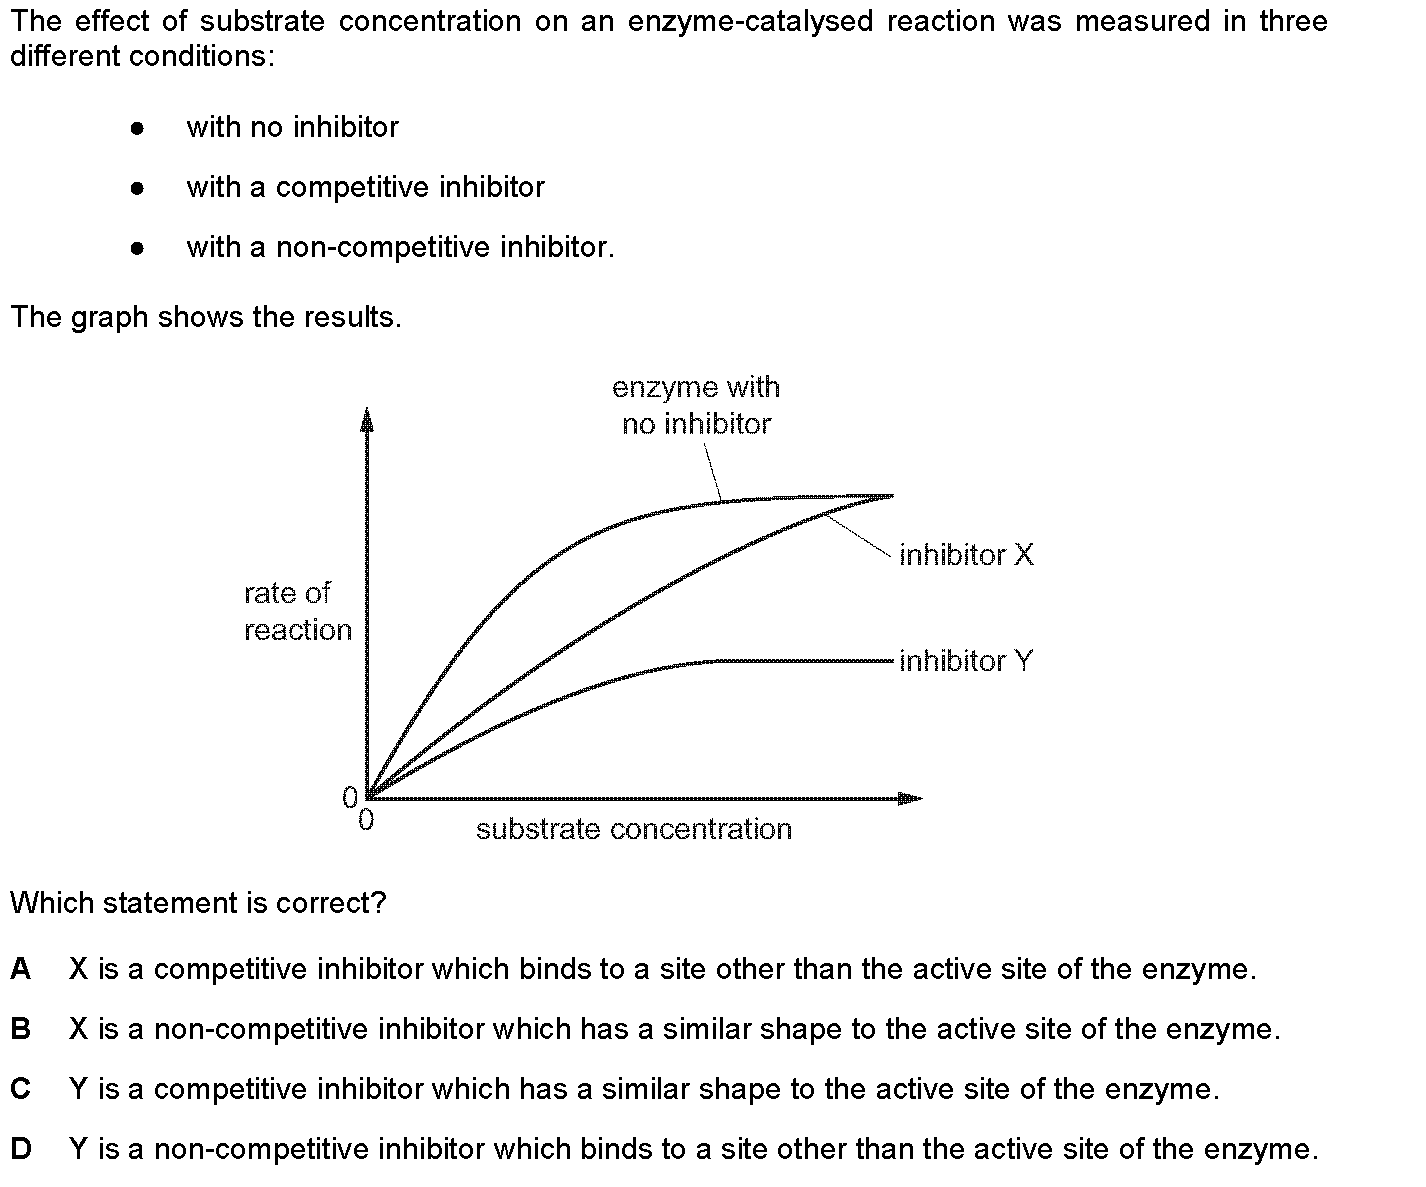 The effect of substrate concentration on an enzyme-catalysed reaction was measured in three
different conditions:
● with no inhibitor
● with a competitive inhibitor
● with a non-competitive inhibitor.
The graph shows the results.
enzyme with
no inhibitor
inhibitor X
rate of
reaction
inhibitor Y
0
0
substrate concentration
Which statement is correct?
A X is a competitive inhibitor which binds to a site other than the active site of the enzyme.
B X is a non-competitive inhibitor which has a similar shape to the active site of the enzyme.
C Y is a competitive inhibitor which has a similar shape to the active site of the enzyme.
D Y is a non-competitive inhibitor which binds to a site other than the active site of the enzyme.